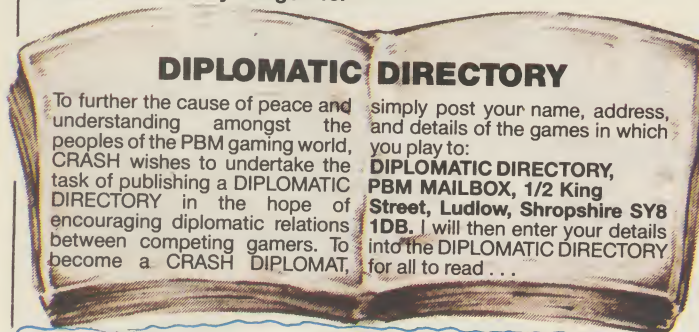 DIPLOMATIC DIRECTORY
To further the cause of peace and
understanding amongst the
peoples of the PBM gaming world,
CRASH wishes to undertake the
task of publishing a DIPLOMATIC
DIRECTORY in the hope of
encouraging diplomatic relations
between competing gamers. To
become a CRASH DIPLOMAT,
simply post your name, address,
and details of the games in which
you play to:
DIPLOMATIC DIRECTORY,
PBM MAILBOX, 1/2 King
Street, Ludlow, Shropshire SY8
1DB. I will then enter your details
into the DIPLOMATIC DIRECTORY
for all to read . . .